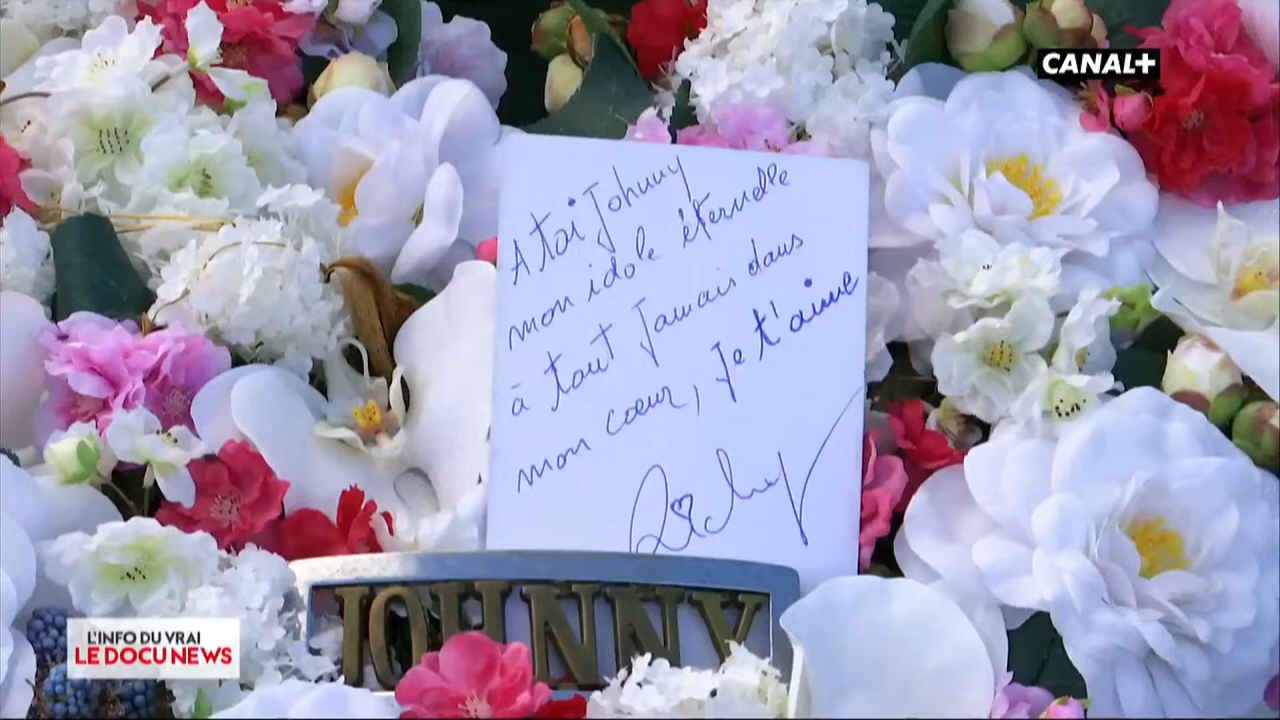 CANAL+
A toi Johnny
mon idole éternelle
à tout Jamais dans
mon cœur, Je t'aime
JOHNNY
L'INFO DU VRAI
LE DOCU NEWS